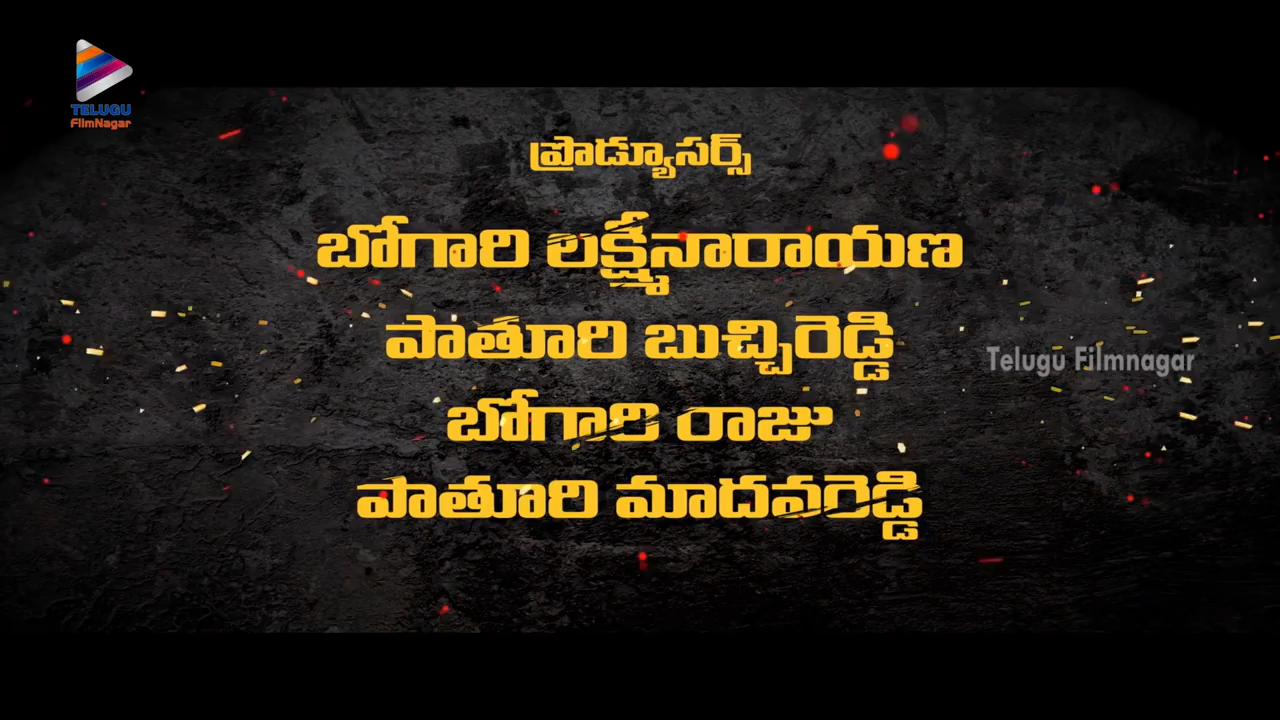 TELUGU
FilmNagar
ప్రొడ్యూసర్స్
బోగారి లక్ష్మీనారాయణ
పాతూరి బుచ్చిరెడ్డి
బోగారి రాజు
పాతూరి మాదవరెడ్డి
Telugu Filmnagar